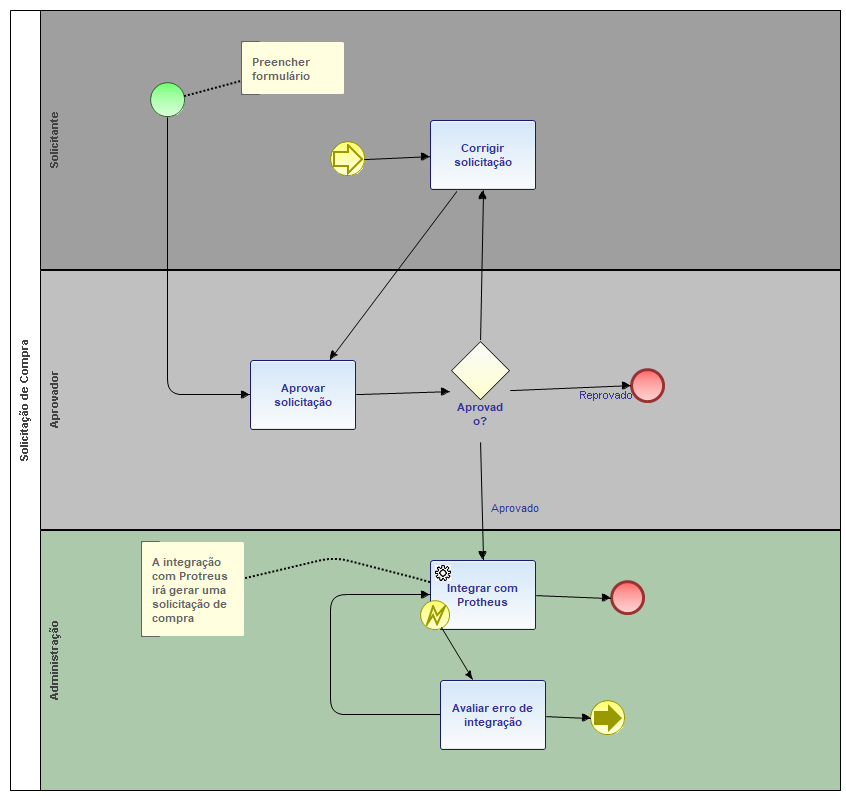 Solicitação de Compra
Solicitante
Preencher
formulário
Corrigir
solicitação
Aprovador
Aprovar
solicitação
Aprovad
o?
Reprovado
Aprovado
Administração
A integração
com Protreus
irá gerar uma
solicitação de
compra
Integrar com
Protheus
Avaliar erro de
integração